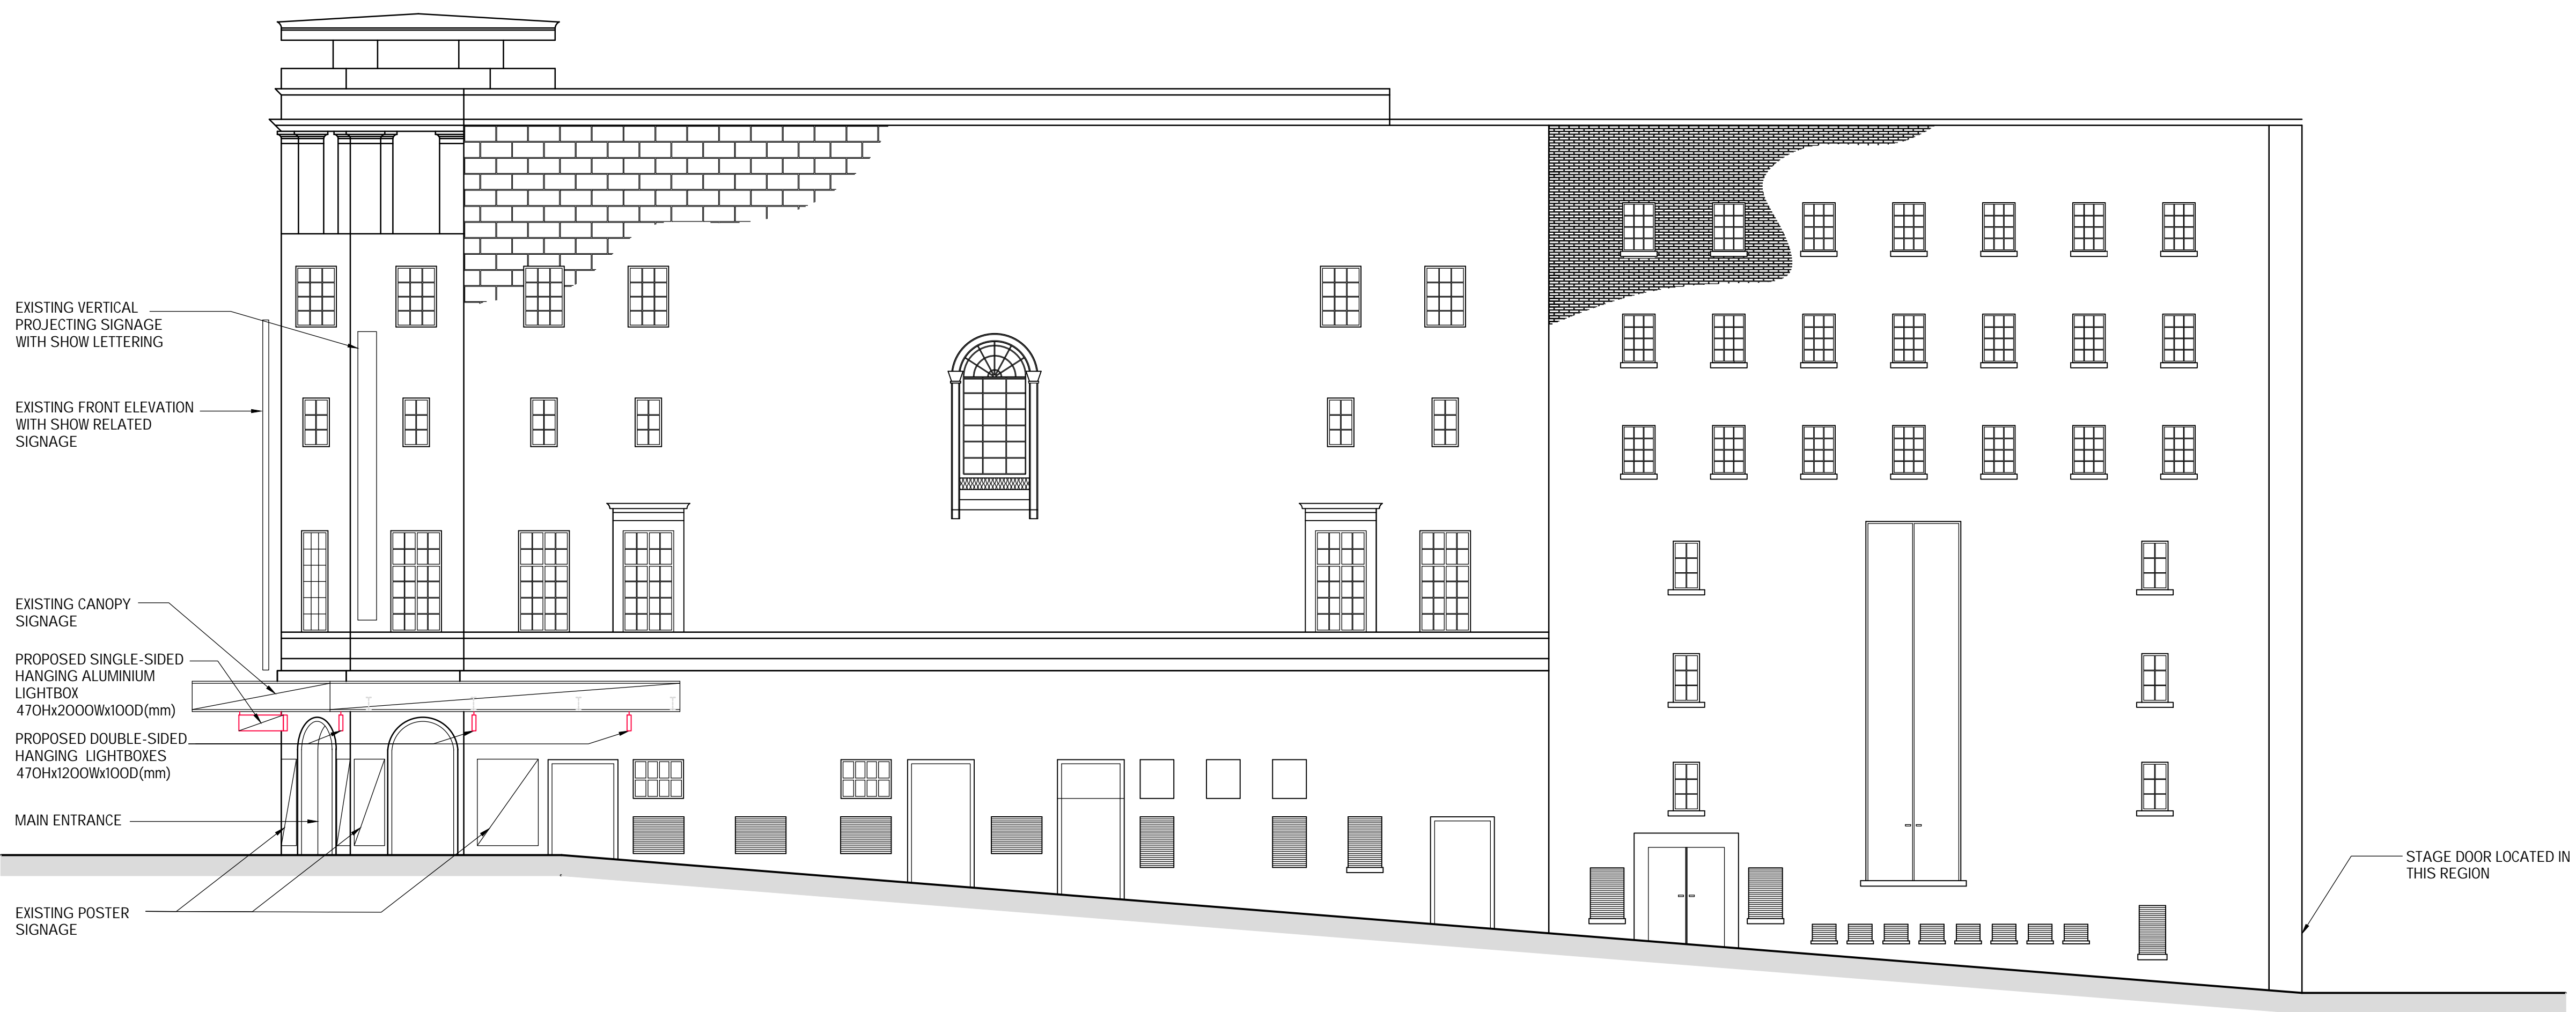 EXISTING VERTICAL
PROJECTING SIGNAGE
WITH SHOW LETTERING
EXISTING FRONT ELEVATION
WITH SHOW RELATED
SIGNAGE
EXISTING CANOPY
SIGNAGE
PROPOSED SINGLE-SIDED
HANGING ALUMINIUM
LIGHTBOX
470Hx2000Wx100D(mm)
PROPOSED DOUBLE-SIDED
HANGING LIGHTBOXES
470Hx1200Wx100D(mm)
MAIN ENTRANCE
EXISTING POSTER
SIGNAGE
STAGE DOOR LOCATED IN
THIS REGION